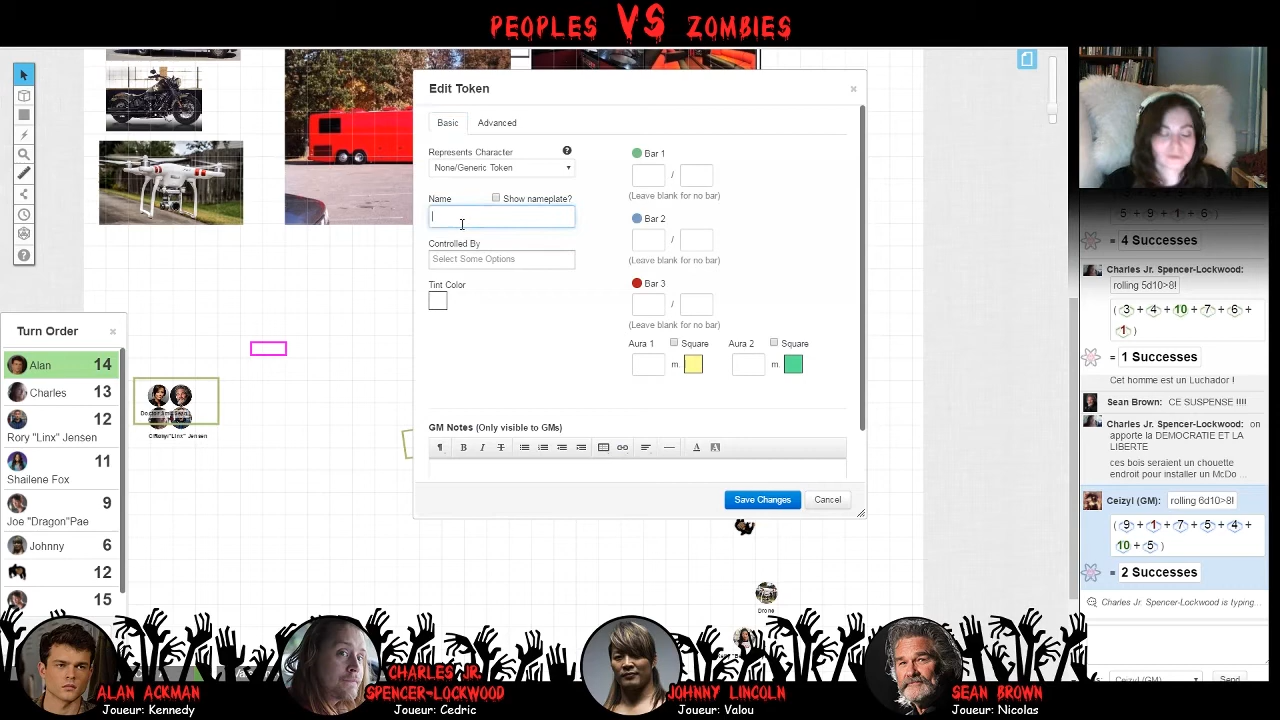 PEOPLES VS ZOMBIES
Edit Token
×
Basic
Advanced
Represents Character
None/Generic Token
Name
Show nameplate?
Controlled By
Select Some Options
Tint Color
Bar 1
/
(Leave blank for no bar)
Bar 2
/
(Leave blank for no bar)
Bar 3
/
(Leave blank for no bar)
Aura 1
Square
Aura 2
Square
m.
m.
GM Notes (Only visible to GMs)
Save Changes
Cancel
Turn Order
×
Alan 14
Charles 13
12
Rory "Linx" Jensen
11
Shailene Fox
9
Joe "Dragon"Pae
Johnny 6
12
15
Drone
5 + 9 + 1 + 6 )
= 4 Successes
Charles Jr. Spencer-Lockwood:
rolling 5d10>8!
( 3 + 4 + 10 + 7 + 6 +
1 )
= 1 Successes
Cet homme est un Luchador !
Sean Brown: CE SUSPENSE !!!!
Charles Jr. Spencer-Lockwood: on
apporte la DEMOCRATIE ET LA
LIBERTE
ces bois seraient un chouette
endroit pour installer un McDo ...
Ceizyl (GM): rolling 6d10>8!
( 9 + 1 + 7 + 5 + 4 +
10 + 5 )
= 2 Successes
Charles Jr. Spencer-Lockwood is typing...
Ceizyl (GM)
Send
ALAN ACKMAN
Joueur: Kennedy
CHARLES JR.
SPENCER-LOCKWOOD
Joueur: Cedric
JOHNNY LINCOLN
Joueur: Valou
SEAN BROWN
Joueur: Nicolas